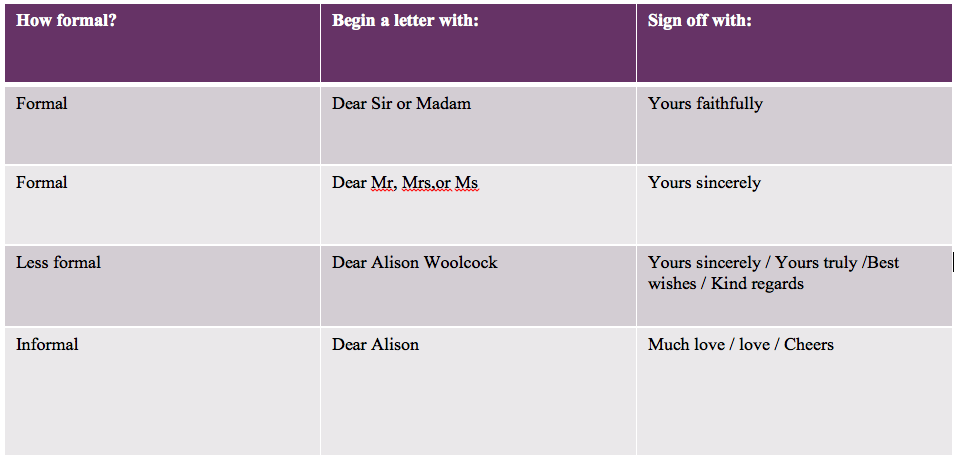 How formal? Begin a letter with: Sign off with:
Formal Dear Sir or Madam Yours faithfully
Formal Dear Mr, Mrs,or Ms Yours sincerely
Less formal Dear Alison Woolcock Yours sincerely / Yours truly /Best
wishes / Kind regards
Informal Dear Alison Much love / love / Cheers